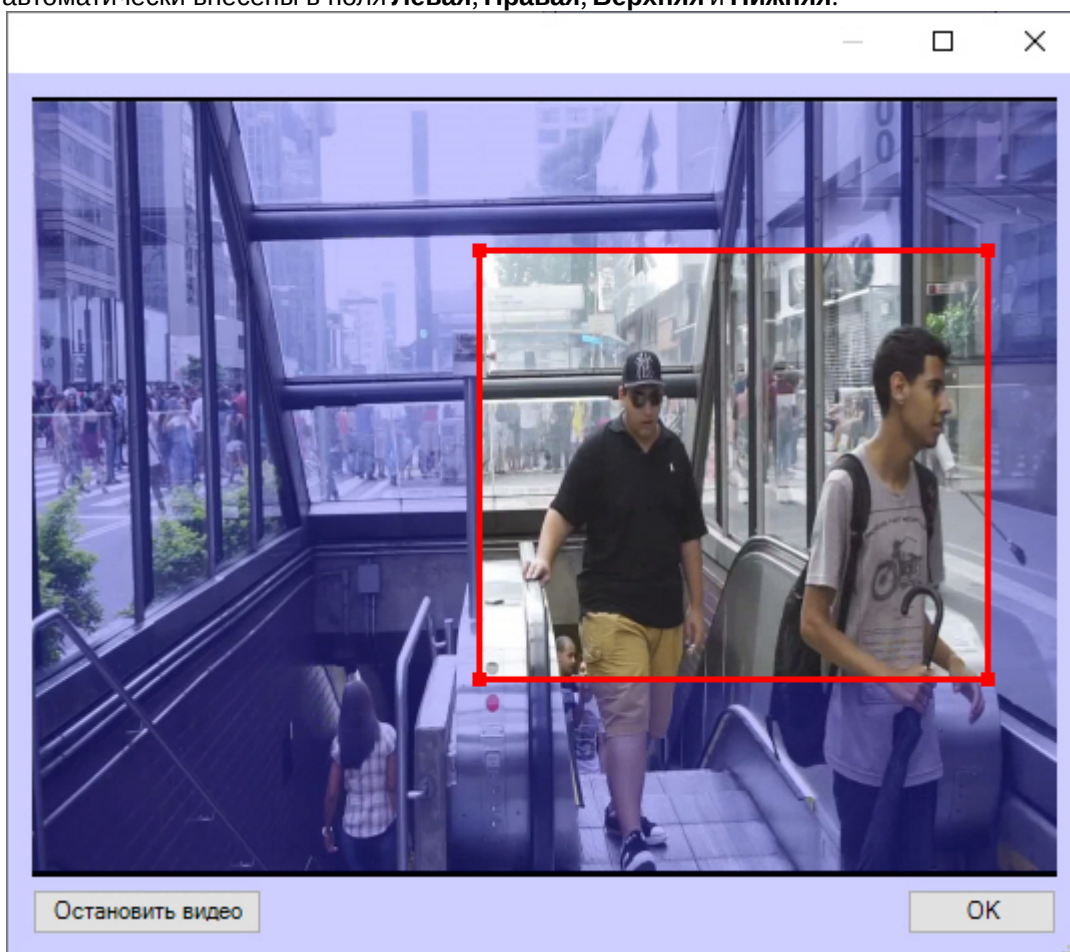 автоматически внесены в поля Левая, Правая, Верхняя и Нижняя.
Остановить видео
OK